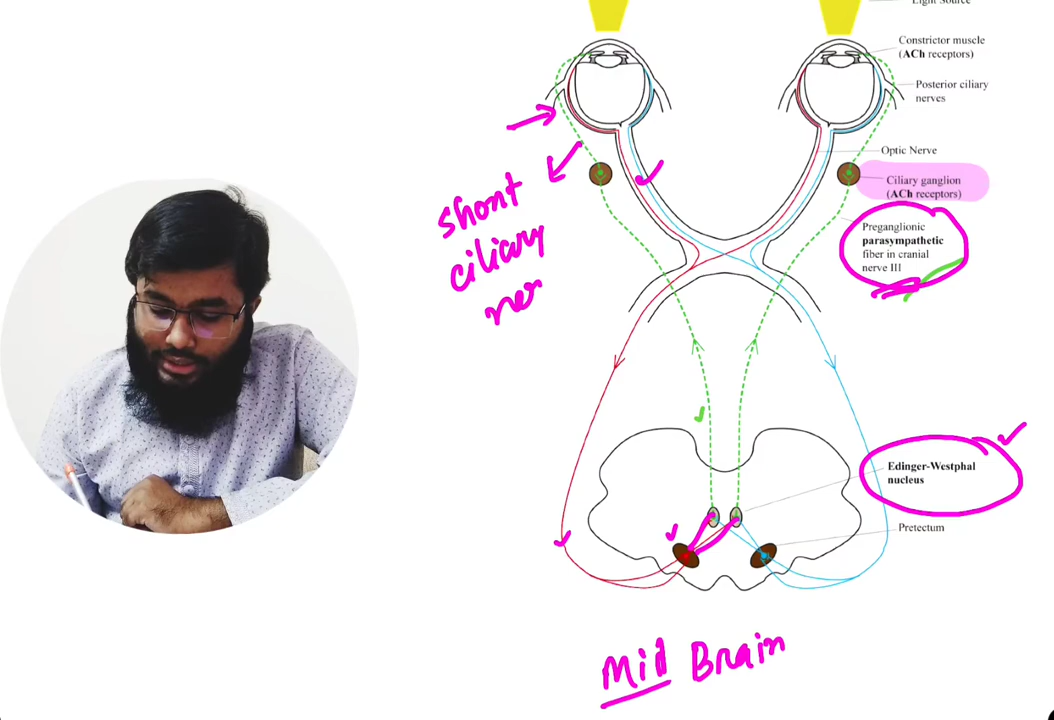 Light Source
Constrictor muscle
(ACh receptors)
Posterior ciliary
nerves
Optic Nerve
Ciliary ganglion
(ACh receptors)
Preganglionic
parasympathetic
fiber in cranial
nerve III
Short
ciliary
ner
Edinger-Westphal
nucleus
Pretectum
Mid Brain